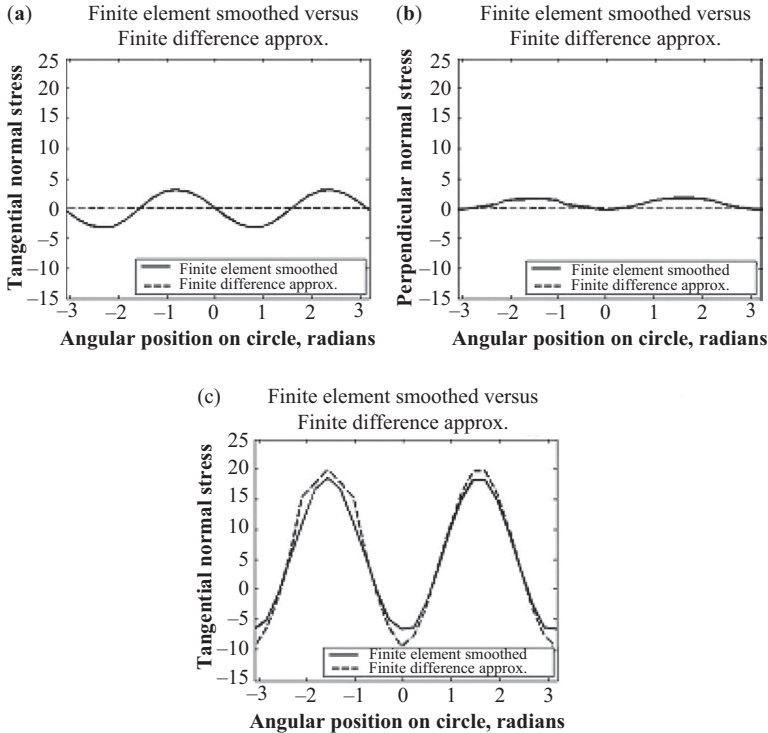 (a) Finite element smoothed versus
Finite difference approx.
Tangential normal stress
25
20
15
10
5
0
−5
−10
−15
Finite element smoothed
Finite difference approx.
−3 −2 −1 0 1 2 3
Angular position on circle, radians
(b) Finite element smoothed versus
Finite difference approx.
Perpendicular normal stress
25
20
15
10
5
0
−5
−10
−15
Finite element smoothed
Finite difference approx.
−3 −2 −1 0 1 2 3
Angular position on circle, radians
(c) Finite element smoothed versus
Finite difference approx.
Tangential normal stress
25
20
15
10
5
0
−5
−10
−15
Finite element smoothed
Finite difference approx.
−3 −2 −1 0 1 2 3
Angular position on circle, radians